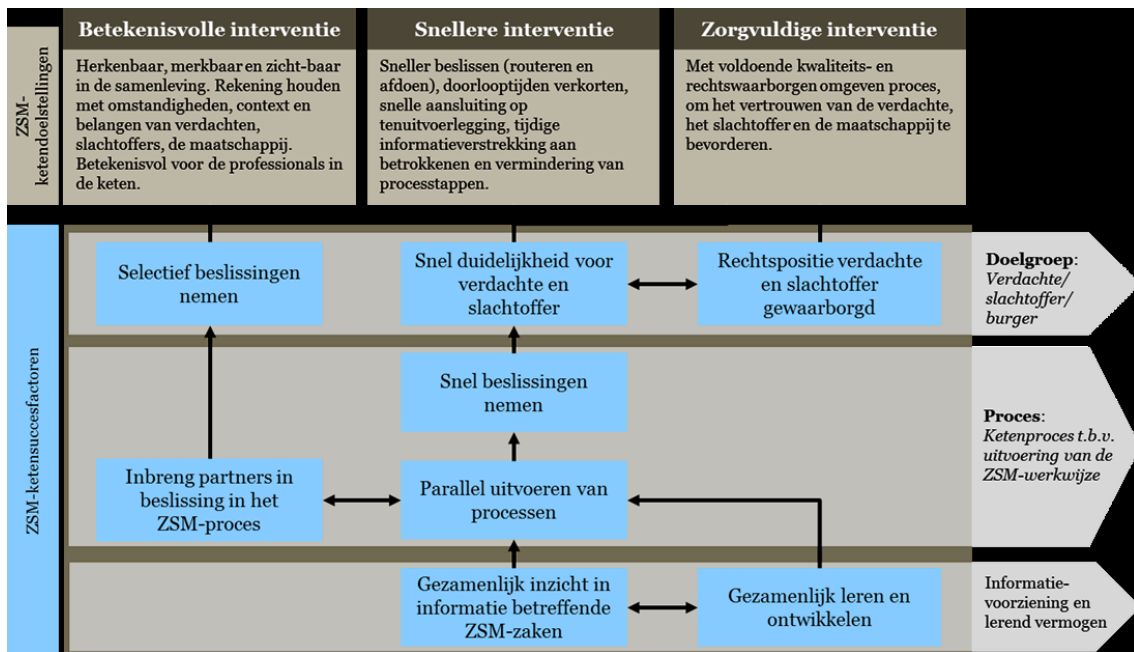 ZSM-
ketendoelstellingen
Betekenisvolle interventie
Herkenbaar, merkbaar en zicht-baar
in de samenleving. Rekening houden
met omstandigheden, context en
belangen van verdachten,
slachtoffers, de maatschappij.
Betekenisvol voor de professionals in
de keten.
Snellere interventie
Sneller beslissen (routeren en
afdoen), doorlooptijden verkorten,
snelle aansluiting op
tenuitvoerlegging, tijdige
informatieverstrekking aan
betrokkenen en vermindering van
processtappen.
Zorgvuldige interventie
Met voldoende kwaliteits- en
rechtswaarborgen omgeven proces,
om het vertrouwen van de verdachte,
het slachtoffer en de maatschappij te
bevorderen.
ZSM-ketensuccesfactoren
Selectief beslissingen
nemen
Snel duidelijkheid voor
verdachte en
slachtoffer
Rechtspositie verdachte
en slachtoffer
gewaarborgd
Doelgroep:
Verdachte/
slachtoffer/
burger
Snel beslissingen
nemen
Inbreng partners in
beslissing in het
ZSM-proces
Parallel uitvoeren van
processen
Proces:
Ketenproces t.b.v.
uitvoering van de
ZSM-werkwijze
Gezamenlijk inzicht in
informatie betreffende
ZSM-zaken
Gezamenlijk leren en
ontwikkelen
Informatie-
voorziening en
lerend vermogen